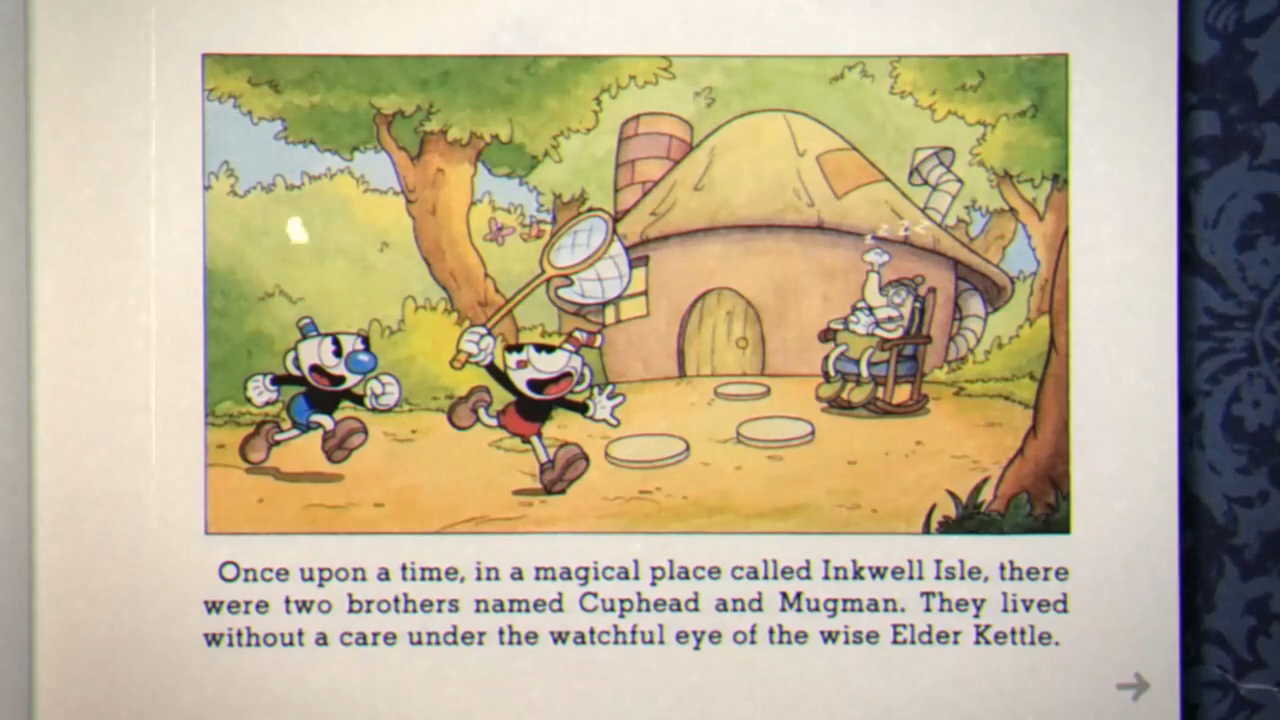 z z z z
Once upon a time, in a magical place called Inkwell Isle, there
were two brothers named Cuphead and Mugman. They lived
without a care under the watchful eye of the wise Elder Kettle.